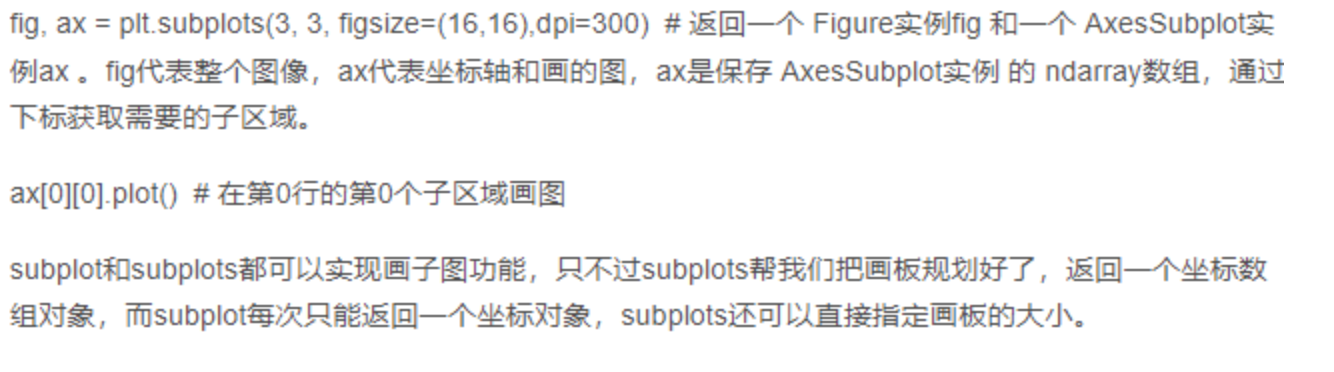 fig, ax = plt.subplots(3, 3, figsize=(16,16),dpi=300)  # 返回一个 Figure实例fig 和一个 AxesSubplot实
例ax 。fig代表整个图像，ax代表坐标轴和画的图，ax是保存 AxesSubplot实例 的 ndarray数组，通过
下标获取需要的子区域。
ax[0][0].plot()  # 在第0行的第0个子区域画图
subplot和subplots都可以实现画子图功能，只不过subplots帮我们把画板规划好了，返回一个坐标数
组对象，而subplot每次只能返回一个坐标对象，subplots还可以直接指定画板的大小。